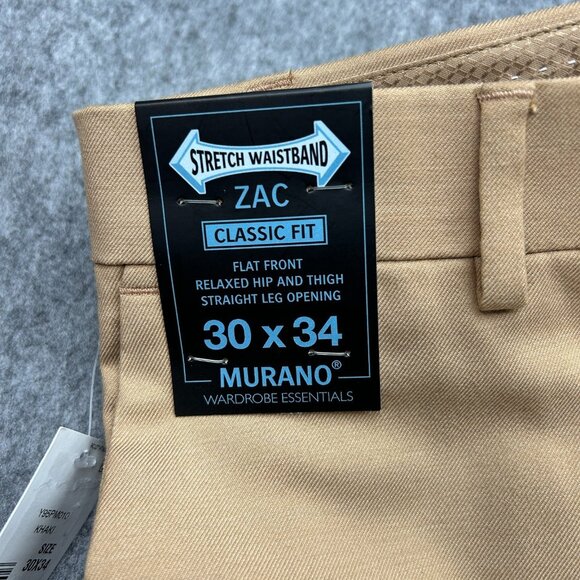 STRETCH WAISTBAND
ZAC
CLASSIC FIT
FLAT FRONT
RELAXED HIP AND THIGH
STRAIGHT LEG OPENING
30 x 34
MURANO®
WARDROBE ESSENTIALS
Y95PM010
KHAKI
SIZE
30X34